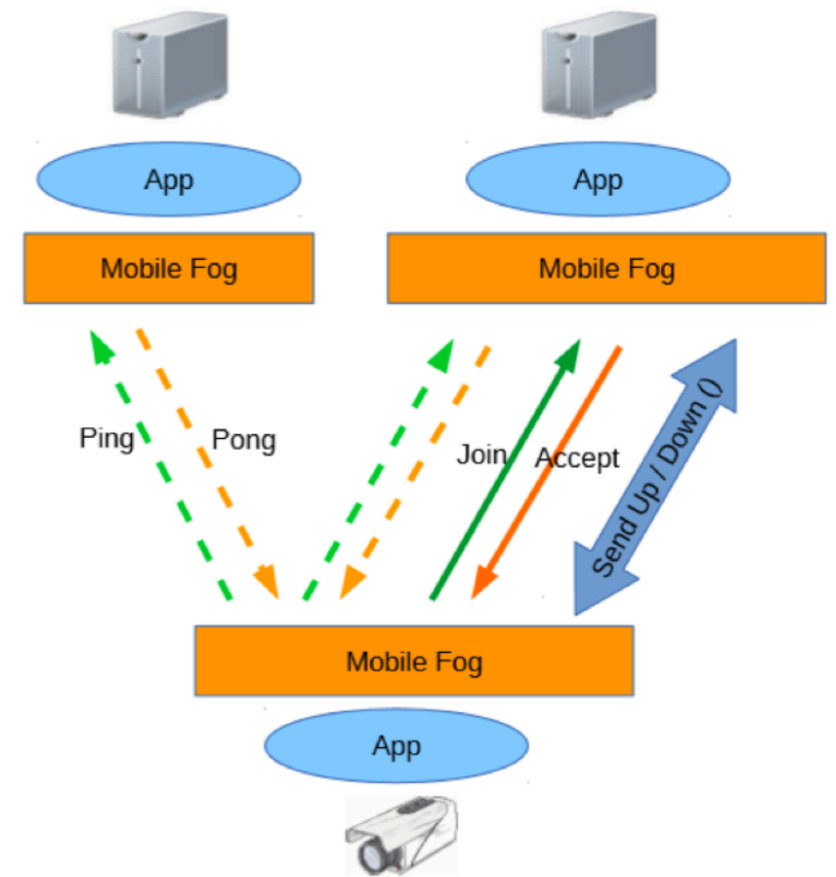 App
App
Mobile Fog
Mobile Fog
Ping
Pong
Join
Accept
Send Up / Down ()
Mobile Fog
App